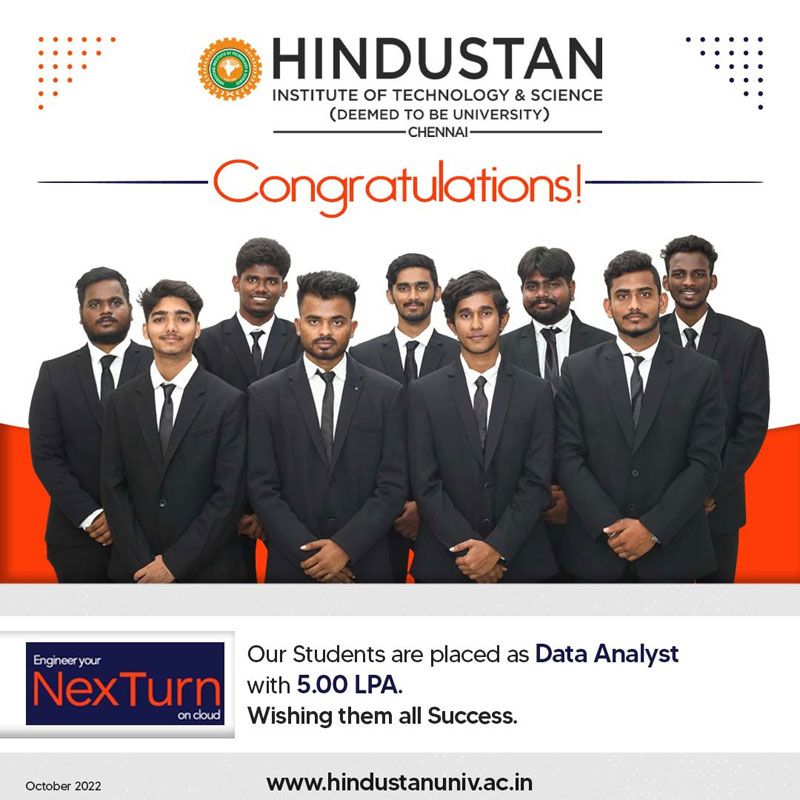 HINDUSTAN
INSTITUTE OF TECHNOLOGY & SCIENCE
(DEEMED TO BE UNIVERSITY)
CHENNAI
Congratulations!
Engineer your
NexTurn
on cloud
Our Students are placed as Data Analyst
with 5.00 LPA.
Wishing them all Success.
October 2022
www.hindustanuniv.ac.in